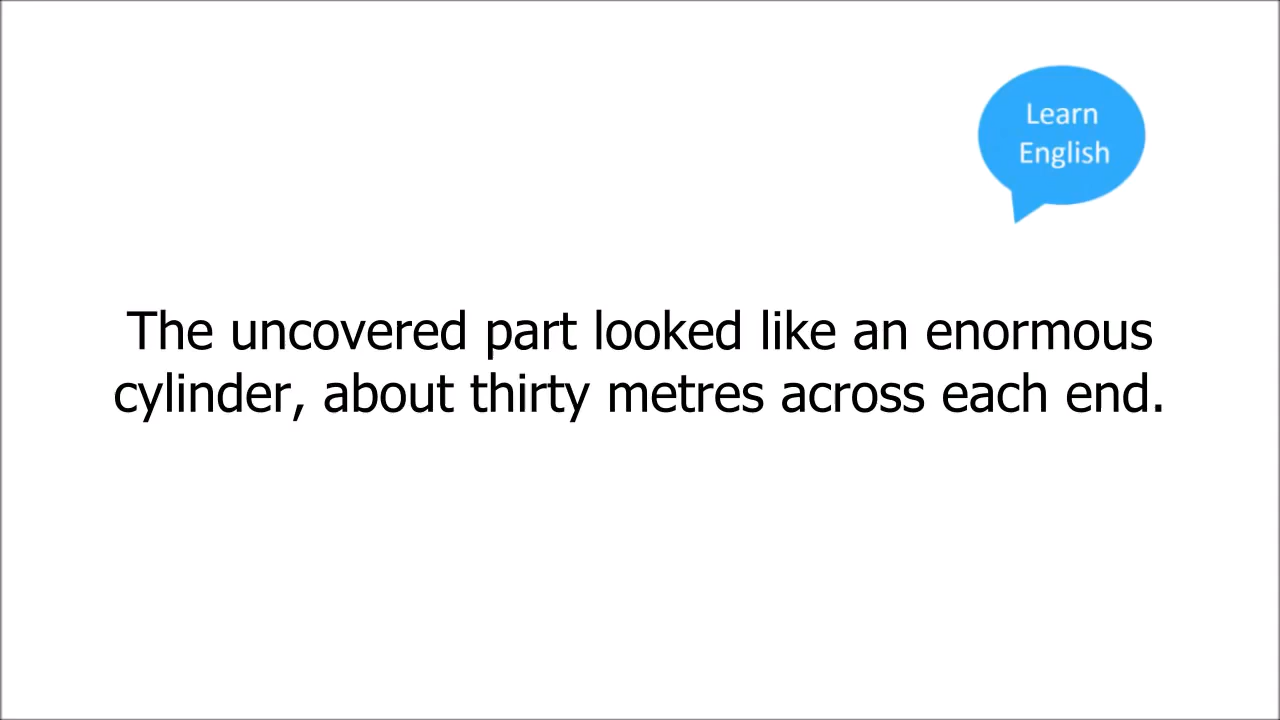 Learn
English
The uncovered part looked like an enormous
cylinder, about thirty metres across each end.